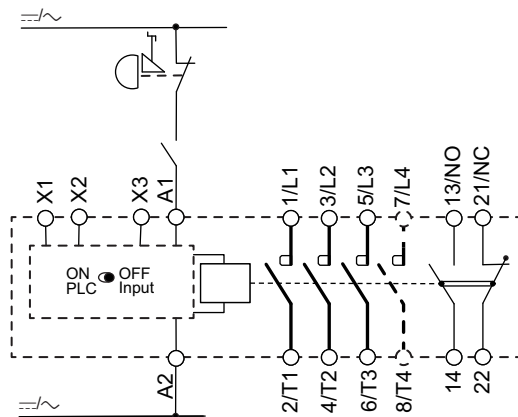 X1
X2
X3
A1
1/L1
3/L2
5/L3
7/L4
13/NO
21/NC
ON OFF
PLC Input
A2
2/T1
4/T2
6/T3
8/T4
14
22